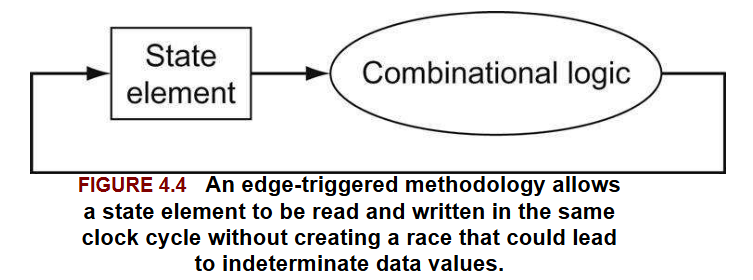 State
element
Combinational logic
FIGURE 4.4 An edge-triggered methodology allows
a state element to be read and written in the same
clock cycle without creating a race that could lead
to indeterminate data values.